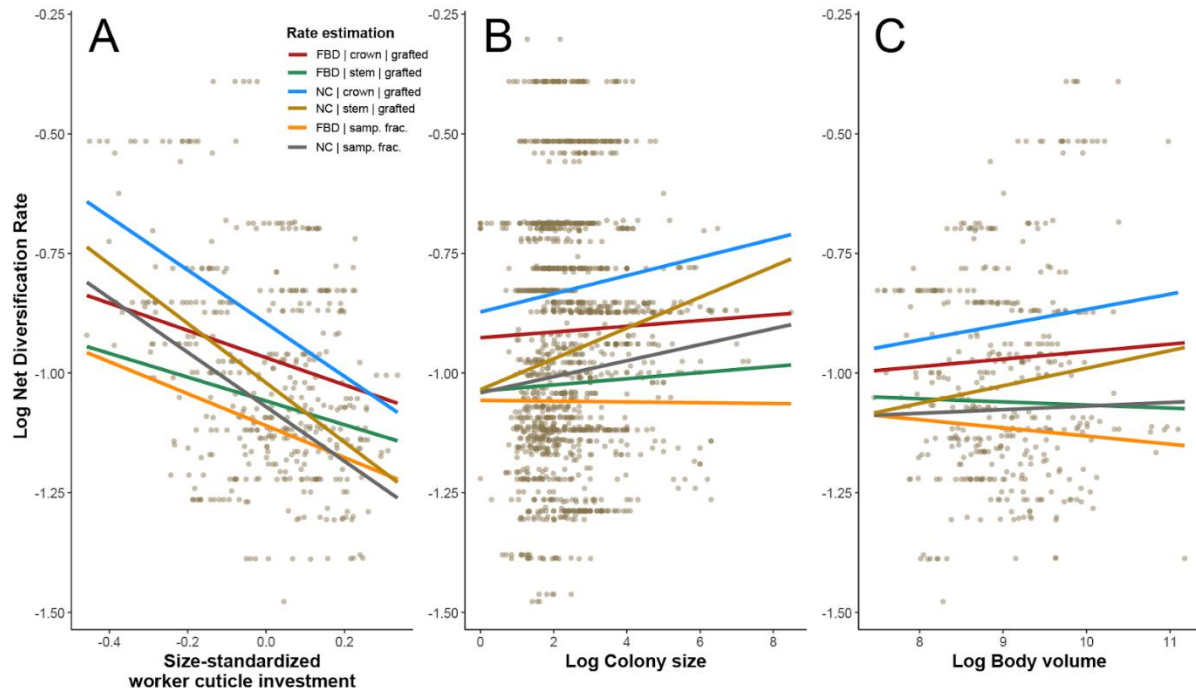 A
B
C
Rate estimation
FBD | crown | grafted
FBD | stem | grafted
NC | crown | grafted
NC | stem | grafted
FBD | samp. frac.
NC | samp. frac.
Log Net Diversification Rate
-0.25
-0.50
-0.75
-1.00
-1.25
-1.50
-0.4 -0.2 0.0 0.2
Size-standardized
worker cuticle investment
-0.25
-0.50
-0.75
-1.00
-1.25
-1.50
0 2 4 6 8
Log Colony size
-0.25
-0.50
-0.75
-1.00
-1.25
-1.50
8 9 10 11
Log Body volume